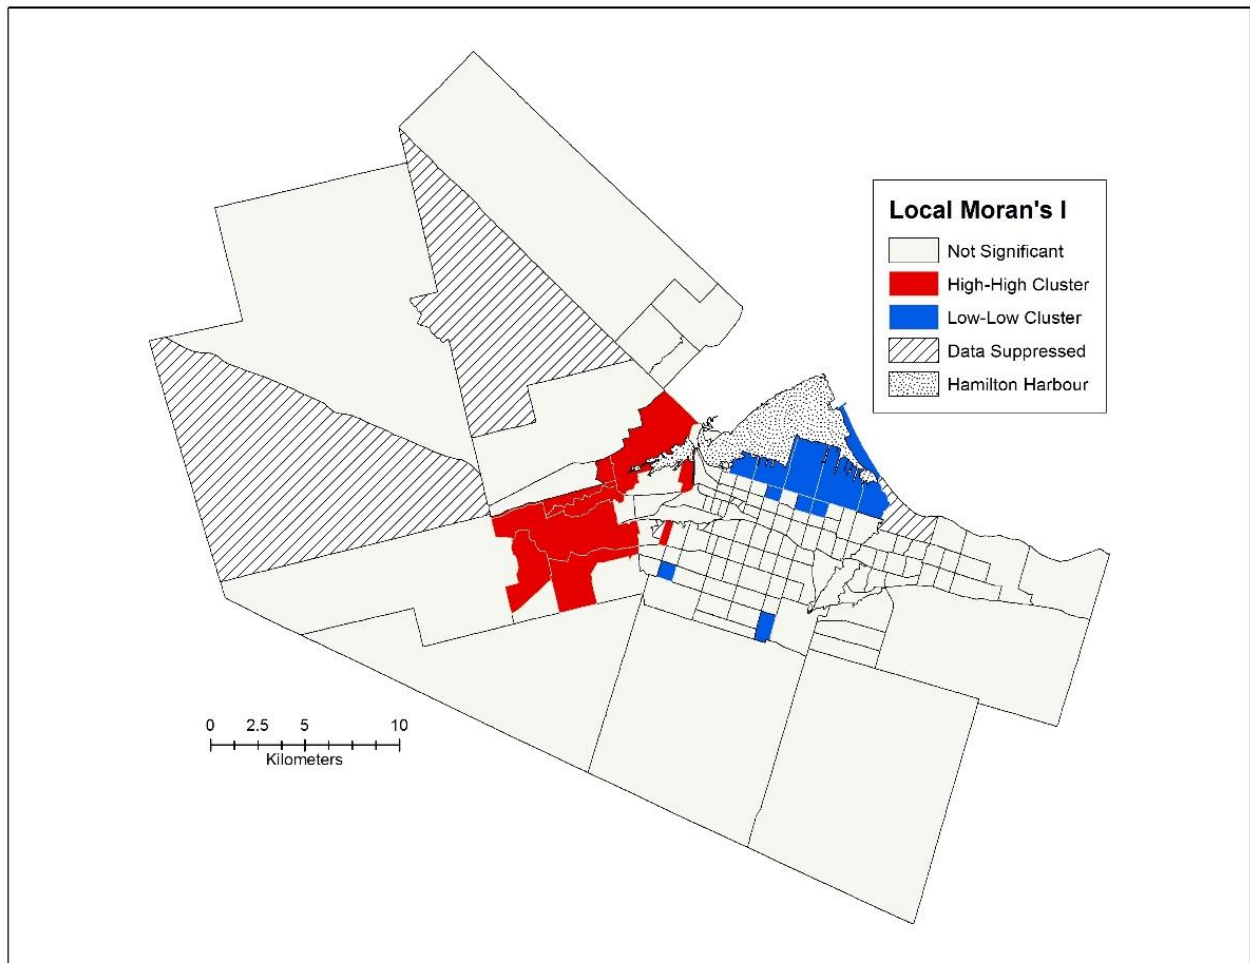 Local Moran's I
Not Significant
High-High Cluster
Low-Low Cluster
Data Suppressed
Hamilton Harbour
0 2.5 5 10
Kilometers